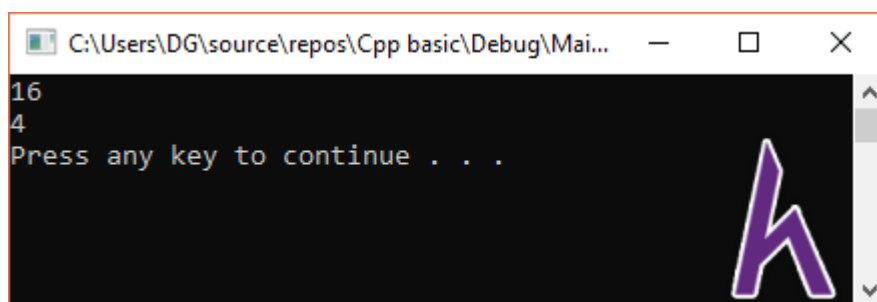 C:\Users\DG\source\repos\Cpp basic\Debug\Mai...
16
4
Press any key to continue . . .